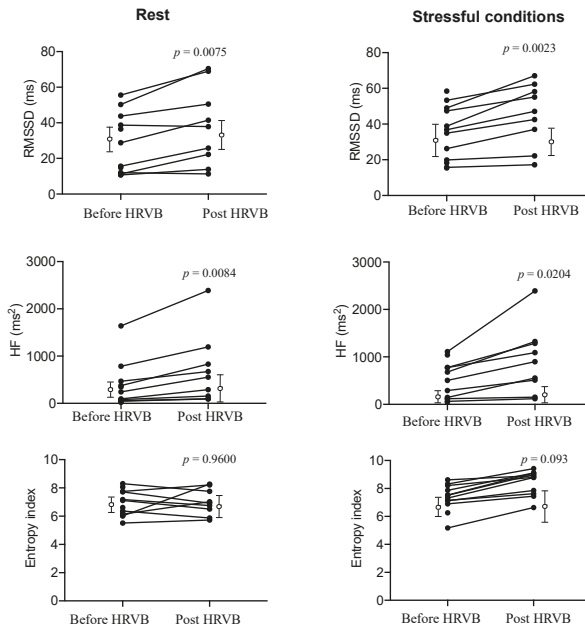 Rest
Stressful conditions
p = 0.0075
80
60
40
20
0
RMSSD (ms)
Before HRVB
Post HRVB
p = 0.0023
80
60
40
20
0
RMSSD (ms)
Before HRVB
Post HRVB
p = 0.0084
3000
2000
1000
0
HF (ms²)
Before HRVB
Post HRVB
p = 0.0204
3000
2000
1000
0
HF (ms²)
Before HRVB
Post HRVB
p = 0.9600
10
8
6
4
2
0
Entropy index
Before HRVB
Post HRVB
p = 0.093
10
8
6
4
2
0
Entropy index
Before HRVB
Post HRVB